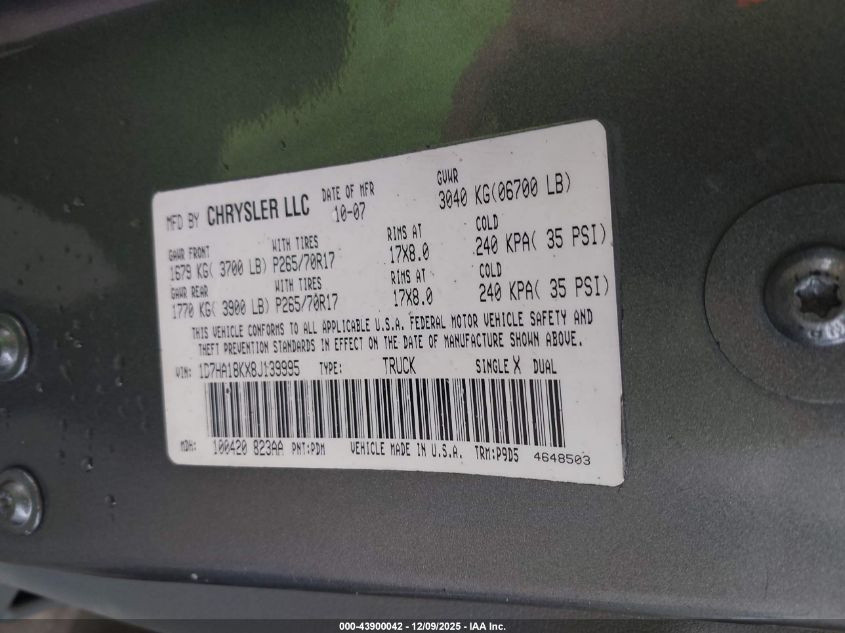 MFD BY CHRYSLER LLC DATE OF MFR GVWR
10-07 3040 KG(06700 LB)
GAWR FRONT WITH TIRES RIMS AT COLD
1679 KG( 3700 LB) P265/70R17 17X8.0 240 KPA( 35 PSI)
GAWR REAR WITH TIRES RIMS AT COLD
1770 KG( 3900 LB) P265/70R17 17X8.0 240 KPA( 35 PSI)
THIS VEHICLE CONFORMS TO ALL APPLICABLE U.S.A. FEDERAL MOTOR VEHICLE SAFETY AND
THEFT PREVENTION STANDARDS IN EFFECT ON THE DATE OF MANUFACTURE SHOWN ABOVE.
VIN: 1D7HA18KX8J139995 TYPE: TRUCK SINGLE X DUAL
MDH: 100420 823AA PNT:PDM VEHICLE MADE IN U.S.A. TRM:P9D5 4648503
000-43900042 - 12/09/2025 - IAA Inc.